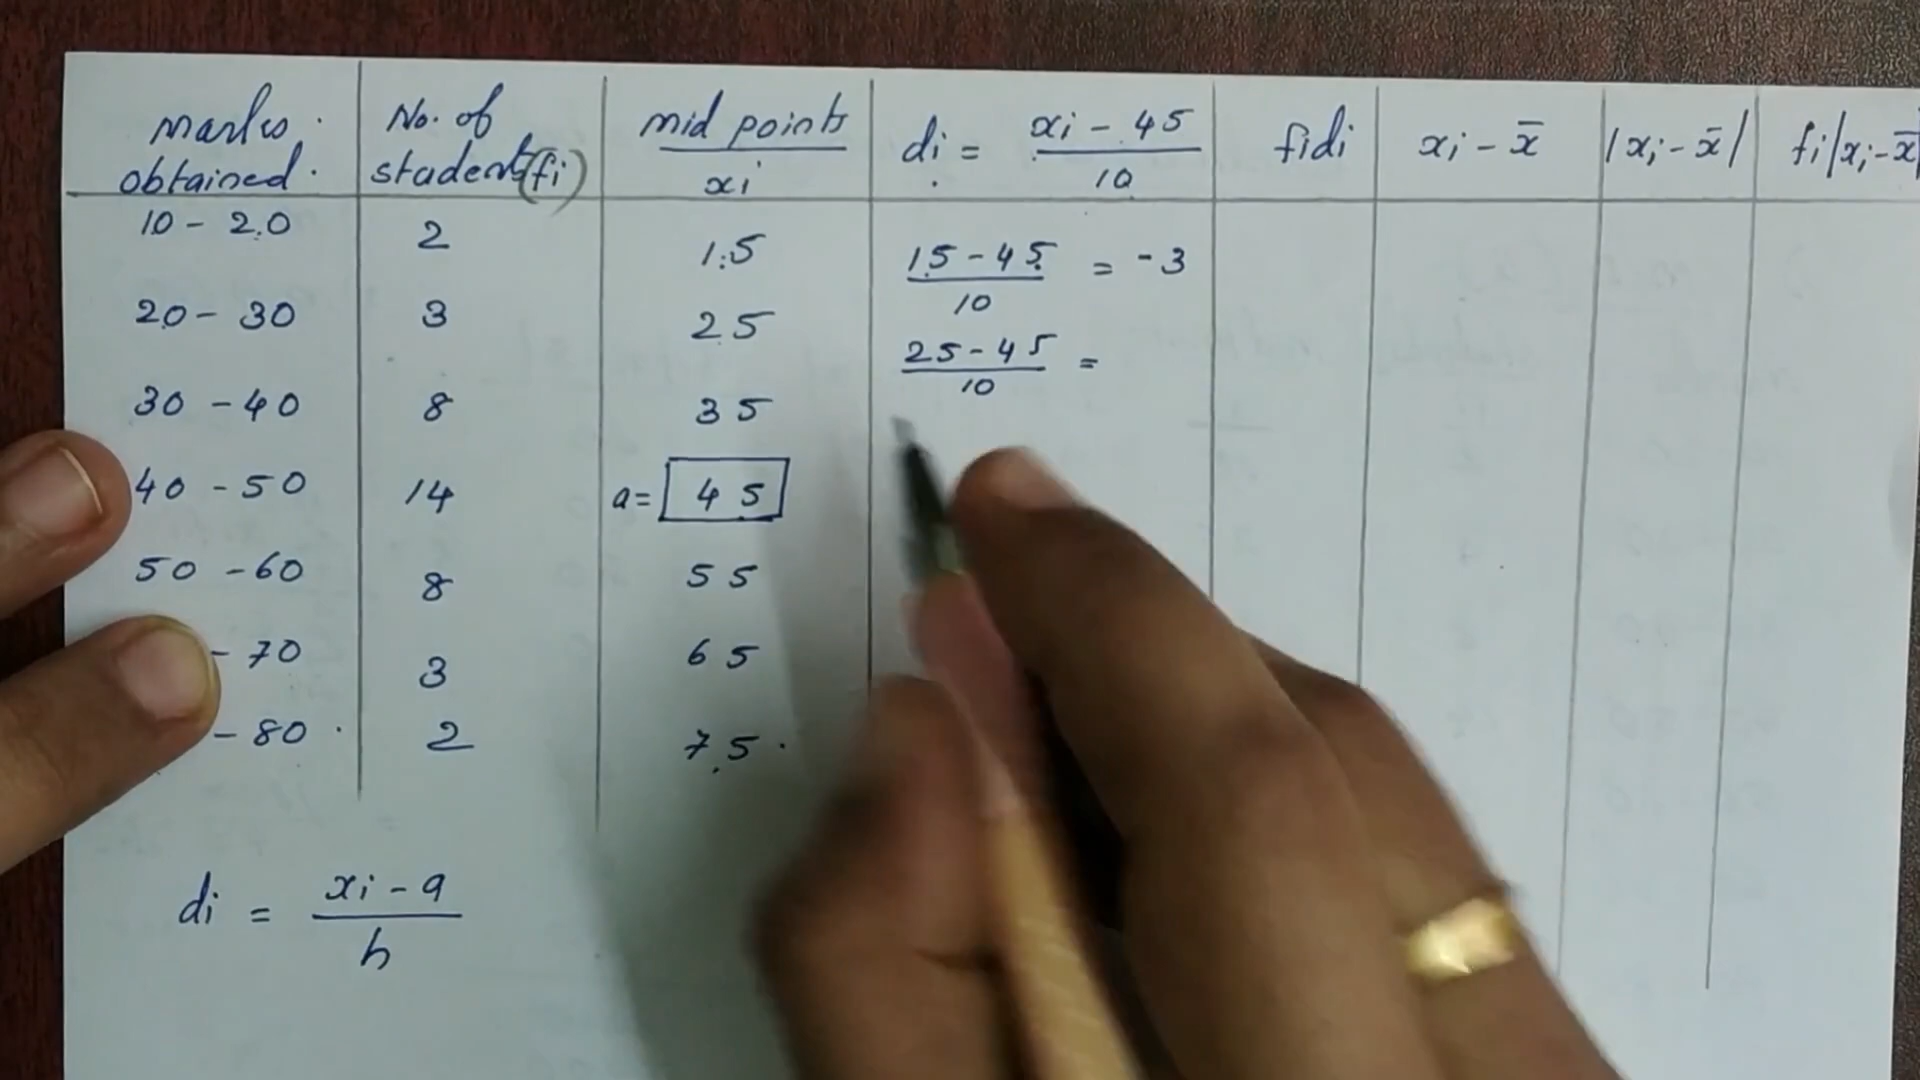 marks obtained. | No. of students (fi) | mid points xi | di = xi - 45 / 10 | fidi | xi - x̄ | |xi - x̄| | fi|xi - x̄|
10 - 20 | 2 | 15 | 15 - 45 / 10 = -3
20 - 30 | 3 | 25 | 25 - 45 / 10 =
30 - 40 | 8 | 35
40 - 50 | 14 | a = 45
50 - 60 | 8 | 55
- 70 | 3 | 65
- 80 | 2 | 75
di = xi - a / h